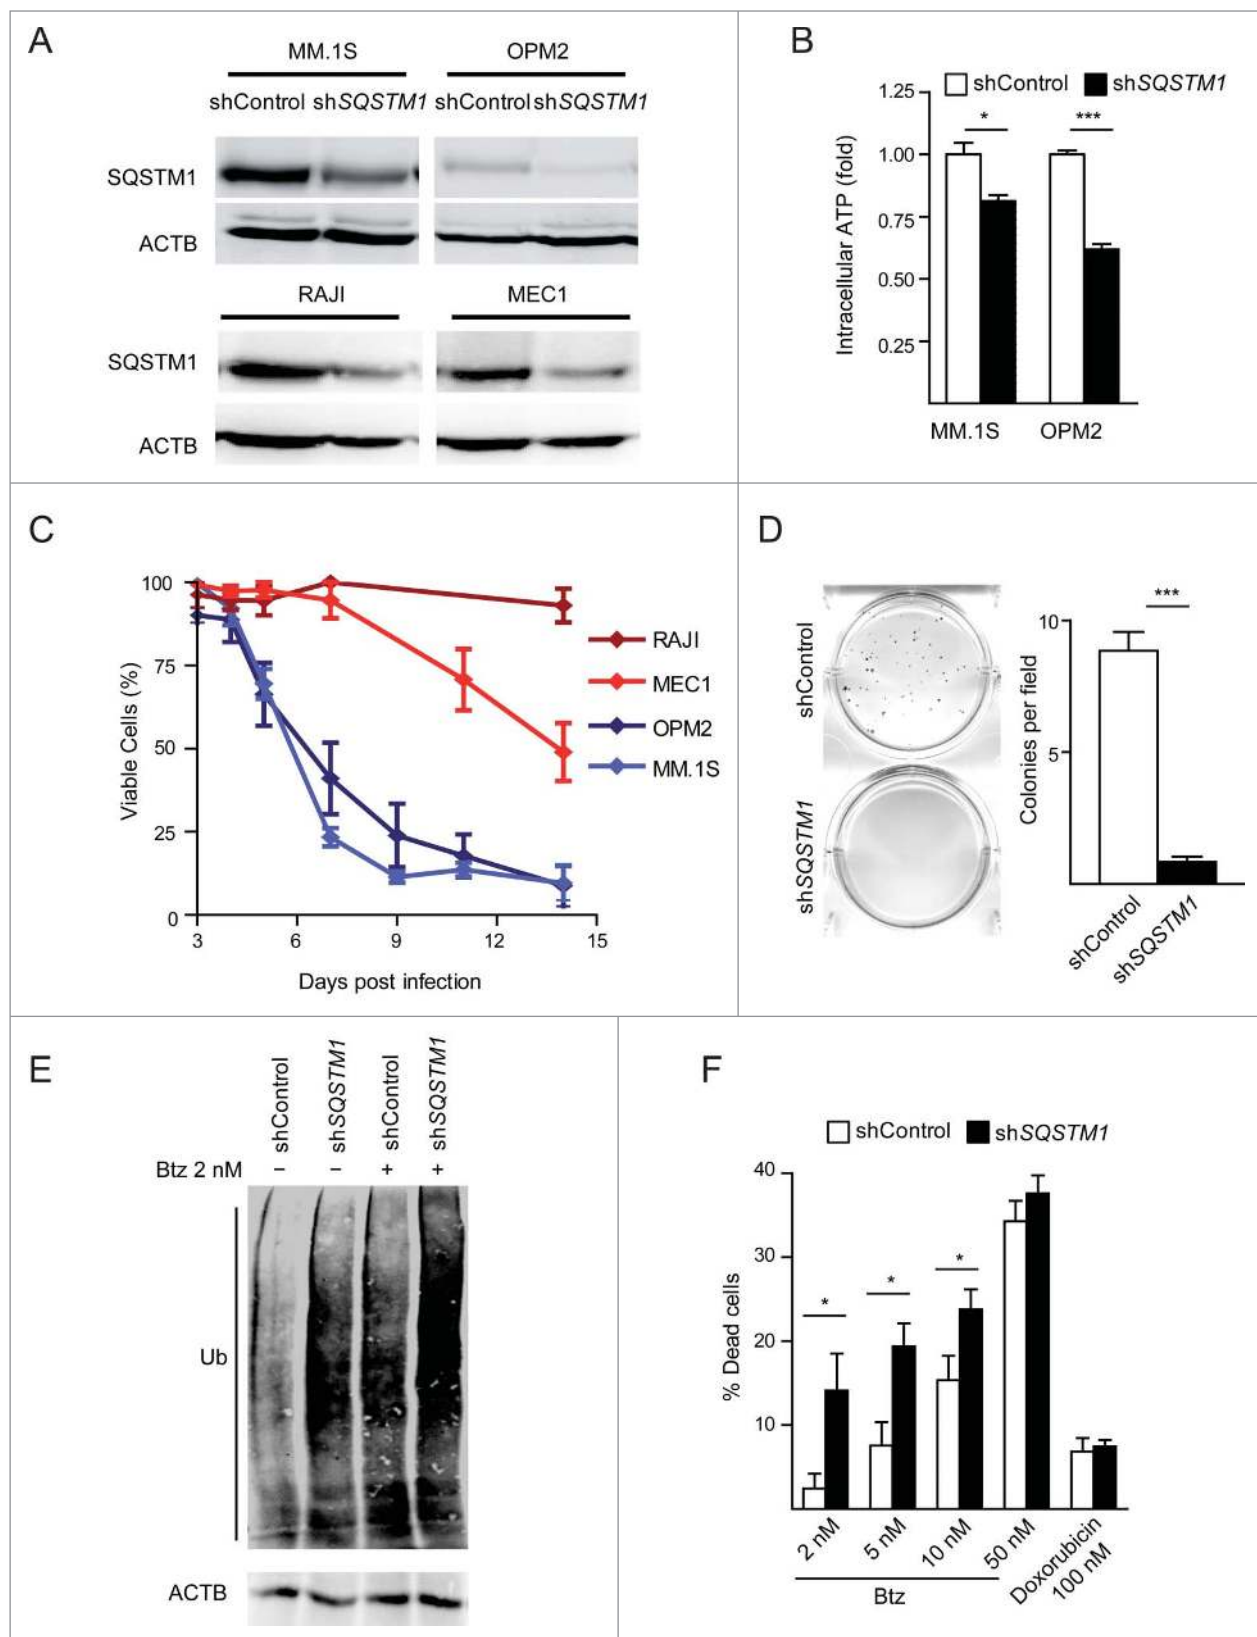 A
MM.1S OPM2
shControl shSQSTM1 shControl shSQSTM1
SQSTM1
ACTB
RAJI MEC1
SQSTM1
ACTB
B
shControl shSQSTM1
Intracellular ATP (fold)
1.25
1.00
0.75
0.50
0.25
* ***
MM.1S OPM2
C
Viable Cells (%)
100
75
50
25
0
3 6 9 12 15
Days post infection
RAJI
MEC1
OPM2
MM.1S
D
shControl
shSQSTM1
Colonies per field
10
5
***
shControl
shSQSTM1
E
shControl shSQSTM1 shControl shSQSTM1
Btz 2 nM – – + +
Ub
ACTB
F
shControl shSQSTM1
% Dead cells
40
30
20
10
* * *
2 nM 5 nM 10 nM 50 nM Doxorubicin
100 nM
Btz